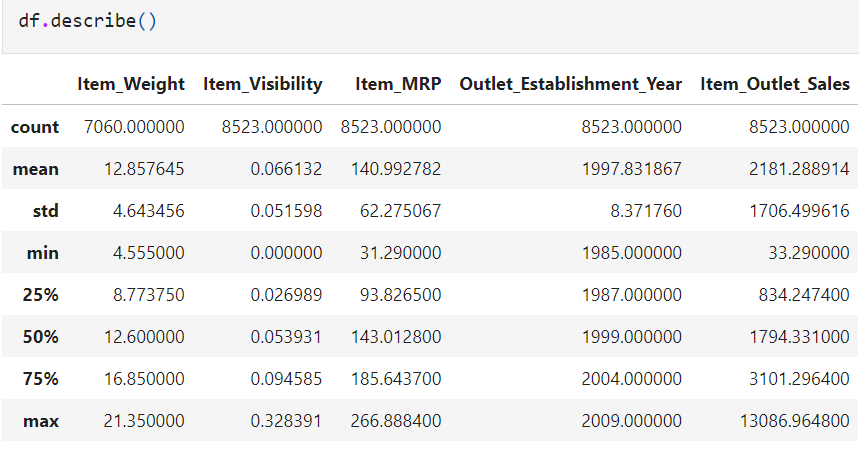 df.describe()
Item_Weight Item_Visibility Item_MRP Outlet_Establishment_Year Item_Outlet_Sales
count 7060.000000 8523.000000 8523.000000 8523.000000 8523.000000
mean 12.857645 0.066132 140.992782 1997.831867 2181.288914
std 4.643456 0.051598 62.275067 8.371760 1706.499616
min 4.555000 0.000000 31.290000 1985.000000 33.290000
25% 8.773750 0.026989 93.826500 1987.000000 834.247400
50% 12.600000 0.053931 143.012800 1999.000000 1794.331000
75% 16.850000 0.094585 185.643700 2004.000000 3101.296400
max 21.350000 0.328391 266.888400 2009.000000 13086.964800